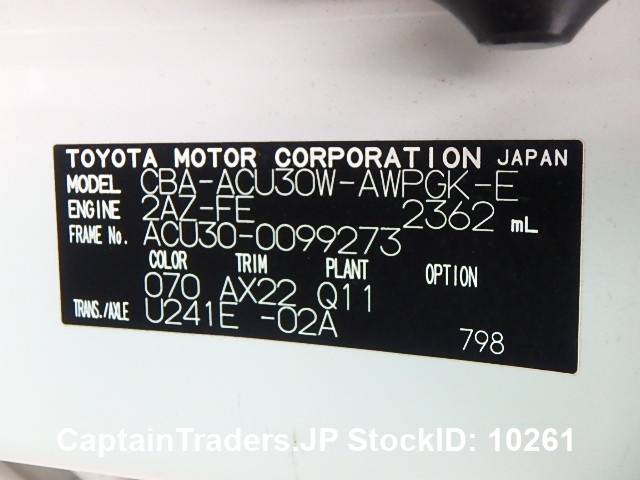 TOYOTA MOTOR CORPORATION JAPAN
MODEL CBA-ACU30W-AWPGK-E
ENGINE 2AZ-FE 2362 mL
FRAME No. ACU30-0099273
COLOR TRIM PLANT OPTION
070 AX22 Q11
TRANS./AXLE U241E -02A
798
CaptainTraders.JP StockID: 10261